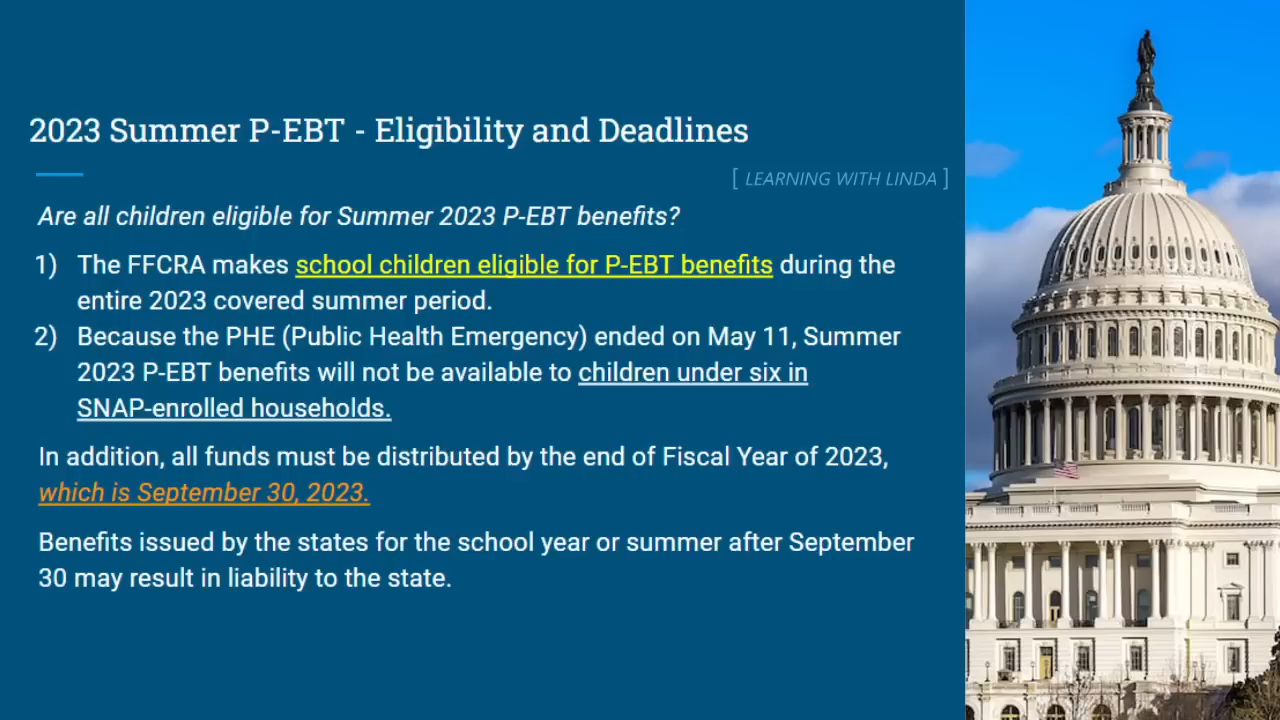 2023 Summer P-EBT - Eligibility and Deadlines
[ LEARNING WITH LINDA ]
Are all children eligible for Summer 2023 P-EBT benefits?
1) The FFCRA makes school children eligible for P-EBT benefits during the
entire 2023 covered summer period.
2) Because the PHE (Public Health Emergency) ended on May 11, Summer
2023 P-EBT benefits will not be available to children under six in
SNAP-enrolled households.
In addition, all funds must be distributed by the end of Fiscal Year of 2023,
which is September 30, 2023.
Benefits issued by the states for the school year or summer after September
30 may result in liability to the state.